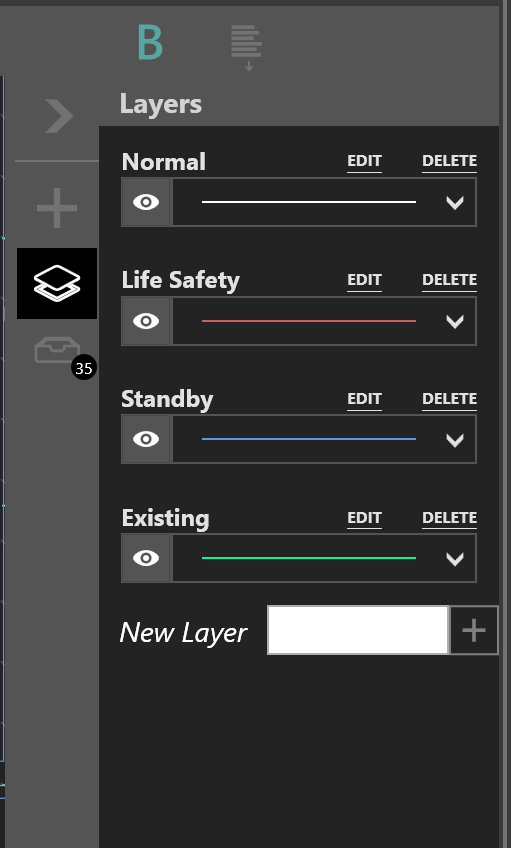 B
Layers
Normal EDIT DELETE
Life Safety EDIT DELETE
35
Standby EDIT DELETE
Existing EDIT DELETE
New Layer